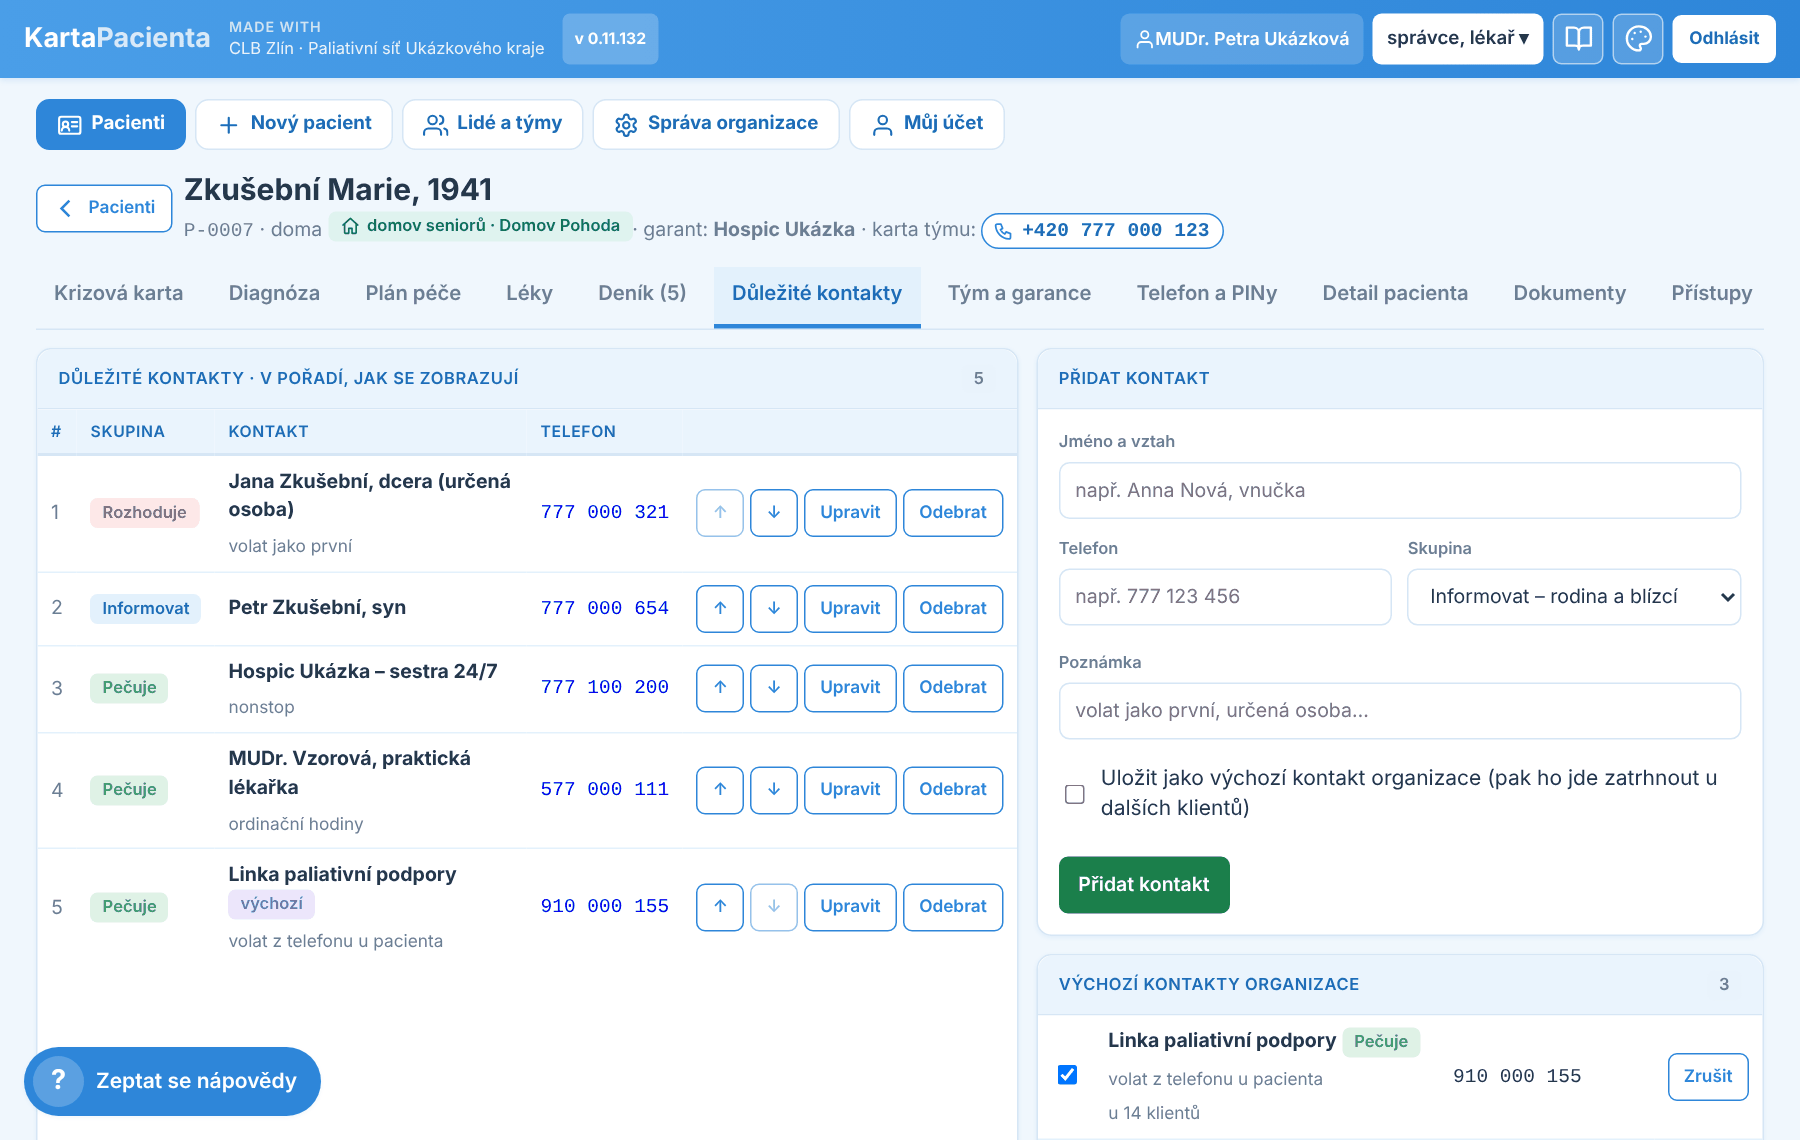 KartaPacienta
MADE WITH
CLB Zlín · Paliativní síť Ukázkového kraje
v 0.11.132
MUDr. Petra Ukázková
správce, lékař ▾
Odhlásit
Pacienti
Nový pacient
Lidé a týmy
Správa organizace
Můj účet
Pacienti
Zkušební Marie, 1941
P-0007 · doma domov seniorů · Domov Pohoda · garant: Hospic Ukázka · karta týmu: +420 777 000 123
Krizová karta
Diagnóza
Plán péče
Léky
Deník (5)
Důležité kontakty
Tým a garance
Telefon a PINy
Detail pacienta
Dokumenty
Přístupy
DŮLEŽITÉ KONTAKTY · V POŘADÍ, JAK SE ZOBRAZUJÍ 5
# SKUPINA KONTAKT TELEFON
1 Rozhoduje Jana Zkušební, dcera (určená
osoba)
volat jako první
777 000 321 ↑ ↓ Upravit Odebrat
2 Informovat Petr Zkušební, syn 777 000 654 ↑ ↓ Upravit Odebrat
3 Pečuje Hospic Ukázka – sestra 24/7
nonstop
777 100 200 ↑ ↓ Upravit Odebrat
4 Pečuje MUDr. Vzorová, praktická
lékařka
ordinační hodiny
577 000 111 ↑ ↓ Upravit Odebrat
5 Pečuje Linka paliativní podpory
výchozí
volat z telefonu u pacienta
910 000 155 ↑ ↓ Upravit Odebrat
PŘIDAT KONTAKT
Jméno a vztah
např. Anna Nová, vnučka
Telefon Skupina
např. 777 123 456 Informovat – rodina a blízcí
Poznámka
volat jako první, určená osoba...
Uložit jako výchozí kontakt organizace (pak ho jde zatrhnout u
dalších klientů)
Přidat kontakt
VÝCHOZÍ KONTAKTY ORGANIZACE 3
Linka paliativní podpory Pečuje
volat z telefonu u pacienta
u 14 klientů
910 000 155 Zrušit
? Zeptat se nápovědy